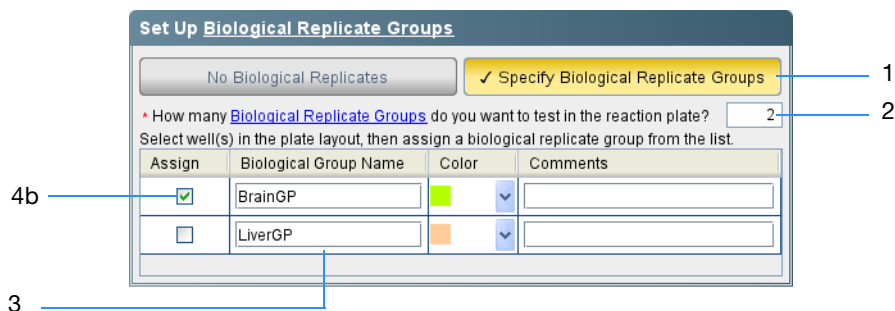 Set Up Biological Replicate Groups
No Biological Replicates
✓ Specify Biological Replicate Groups
1
* How many Biological Replicate Groups do you want to test in the reaction plate?
2
2
Select well(s) in the plate layout, then assign a biological replicate group from the list.
Assign
Biological Group Name
Color
Comments
4b
BrainGP
LiverGP
3